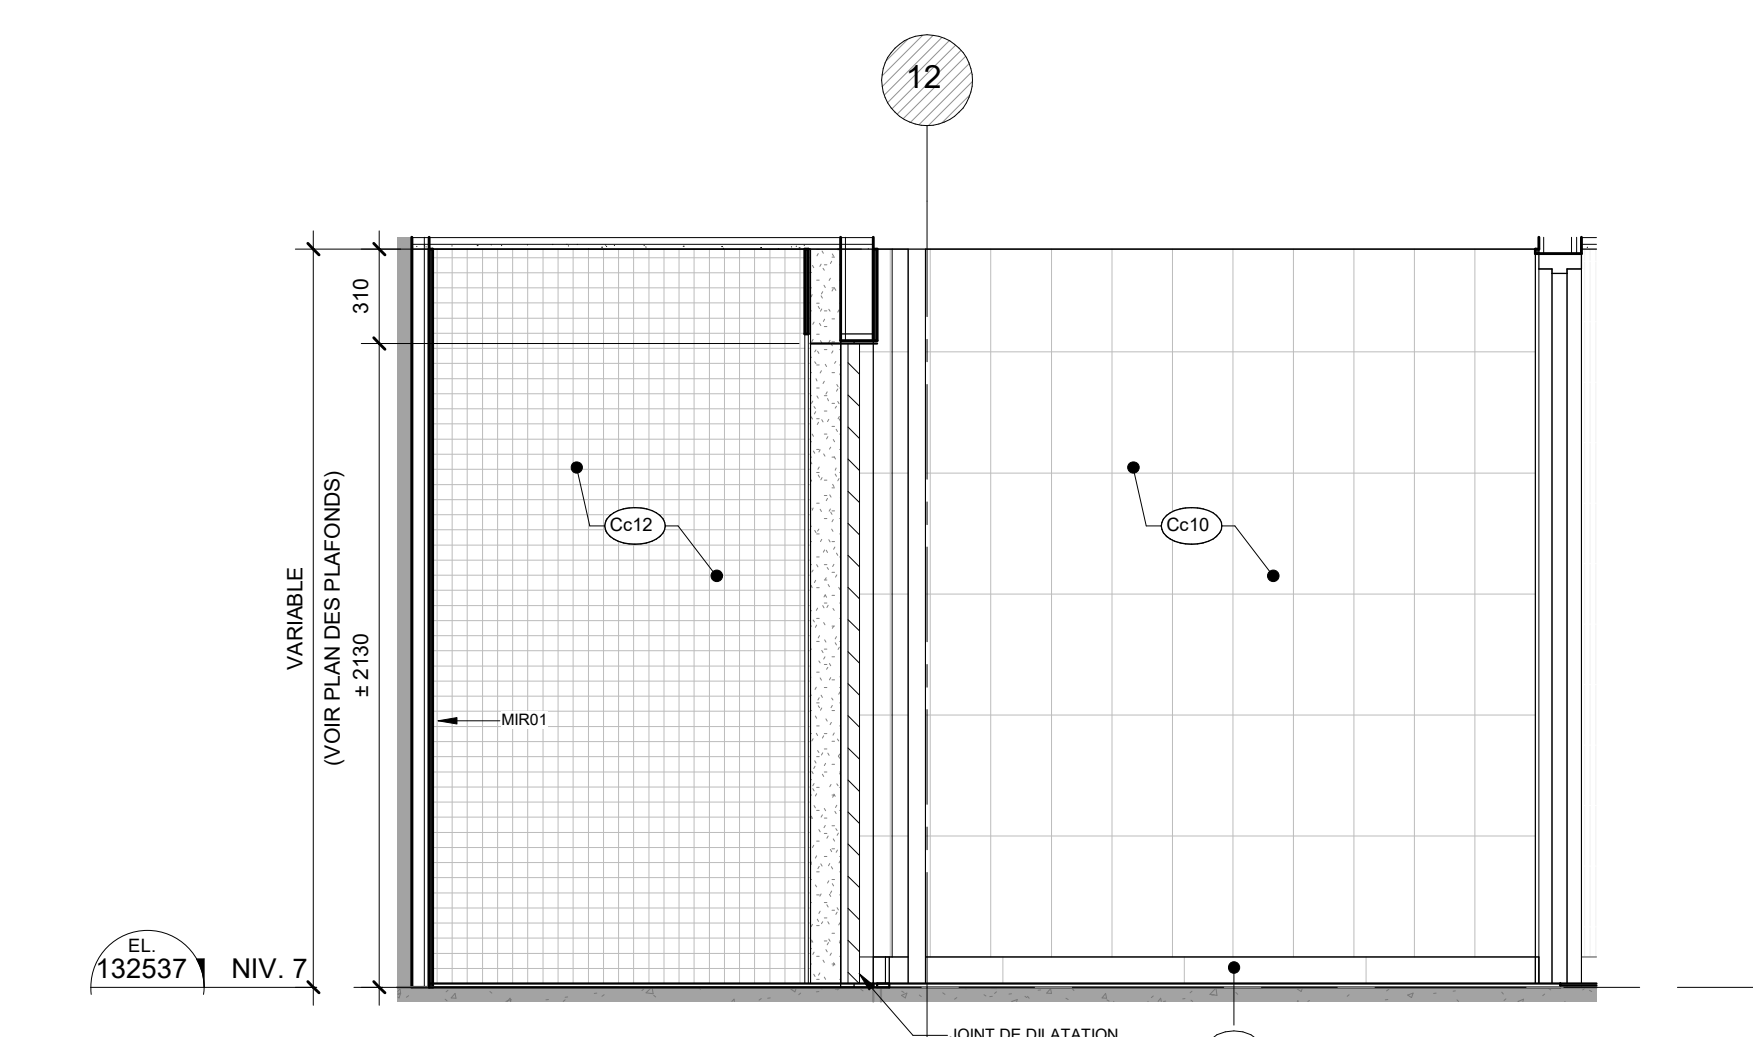 12
310
VARIABLE
(VOIR PLAN DES PLAFONDS)
± 2130
Cc12
Cc10
MIR01
EL.
132537
NIV. 7
JOINT DE DILATATION